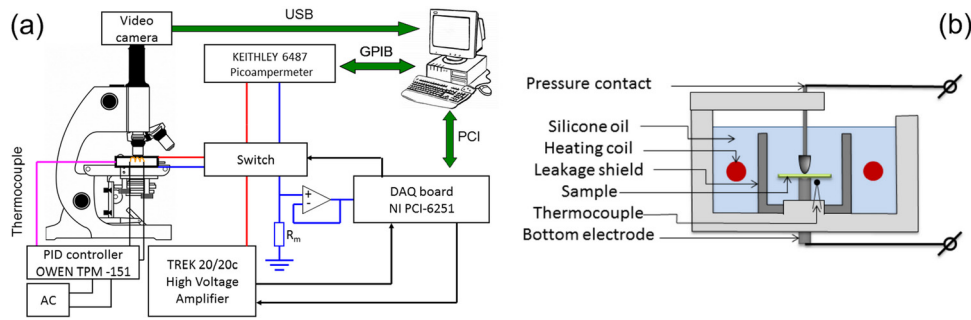 (a)
Video
camera
USB
KEITHLEY 6487
Picoampermeter
GPIB
PCI
Switch
Thermocouple
DAQ board
NI PCI-6251
+
-
Rm
PID controller
OWEN TPM -151
AC
TREK 20/20c
High Voltage
Amplifier
(b)
Pressure contact
Silicone oil
Heating coil
Leakage shield
Sample
Thermocouple
Bottom electrode